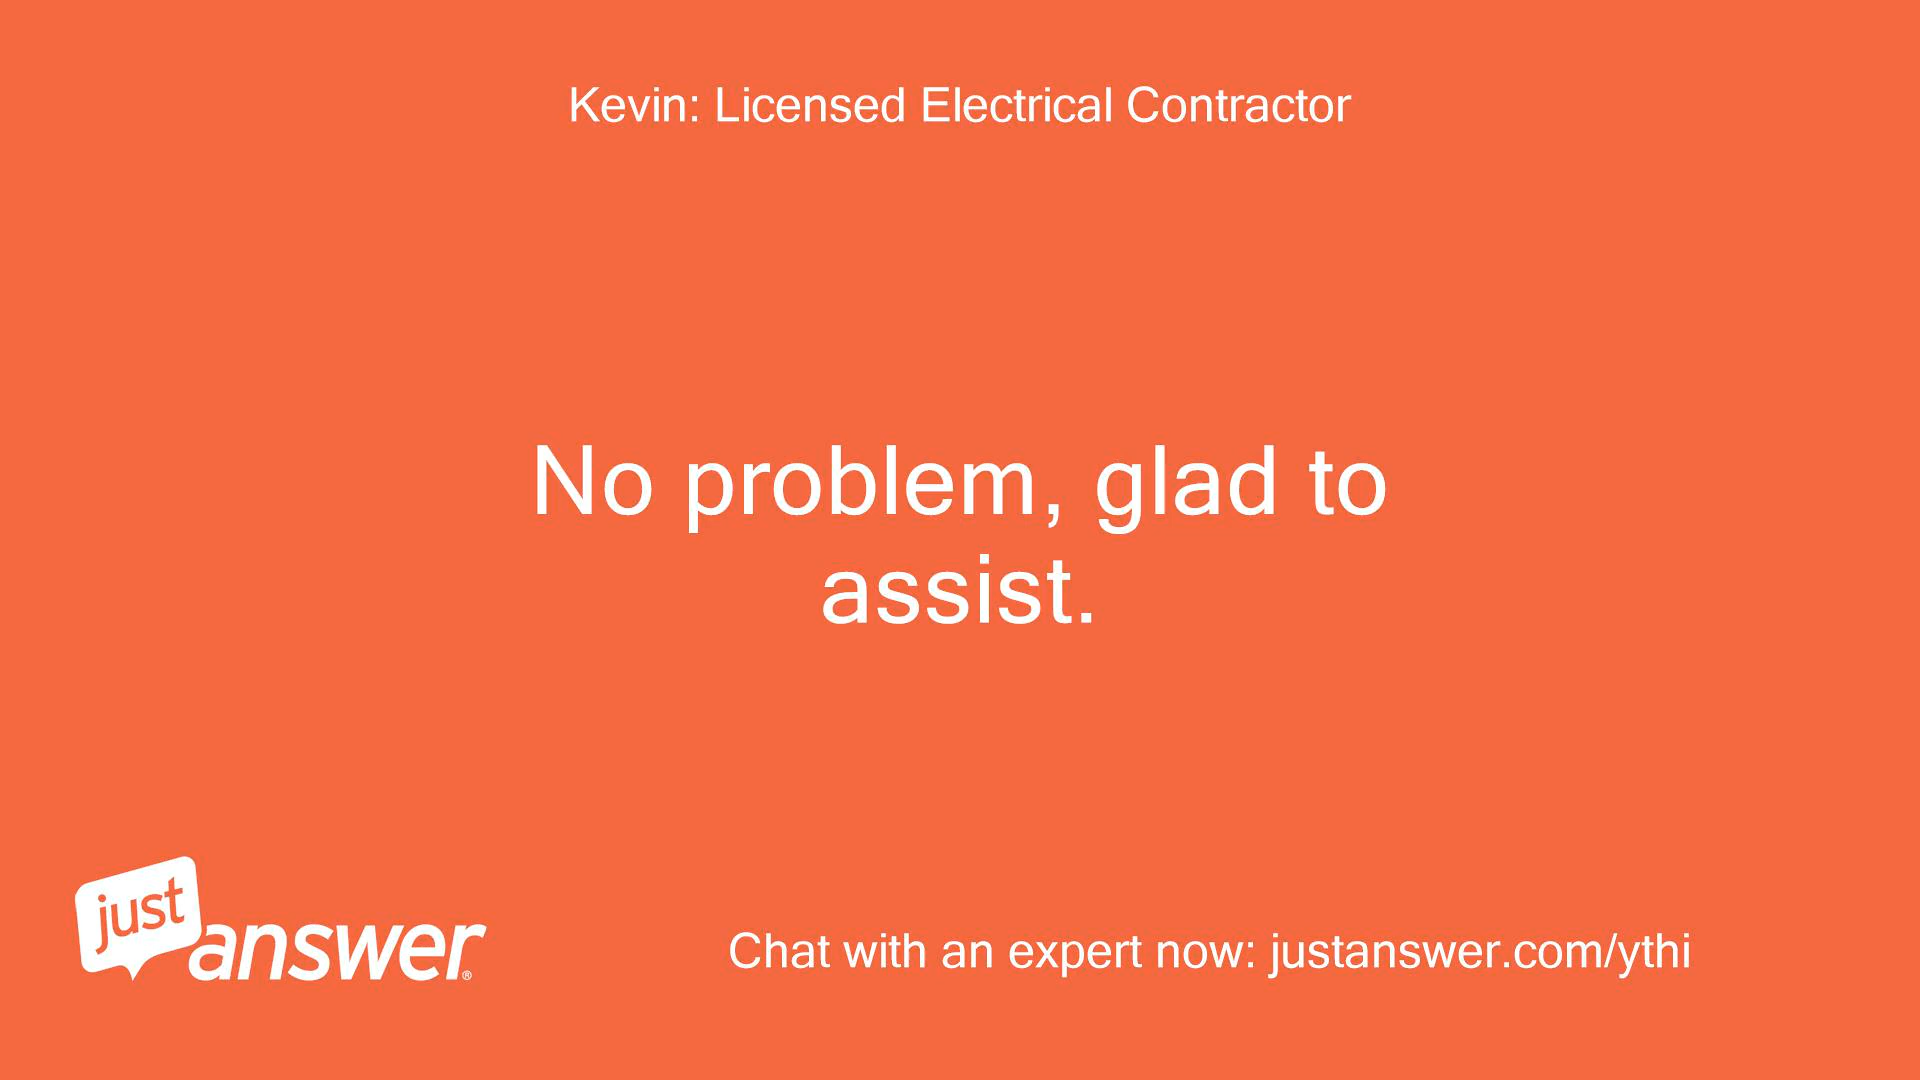 Kevin: Licensed Electrical Contractor
No problem, glad to
assist.
just
answer®
Chat with an expert now: justanswer.com/ythi